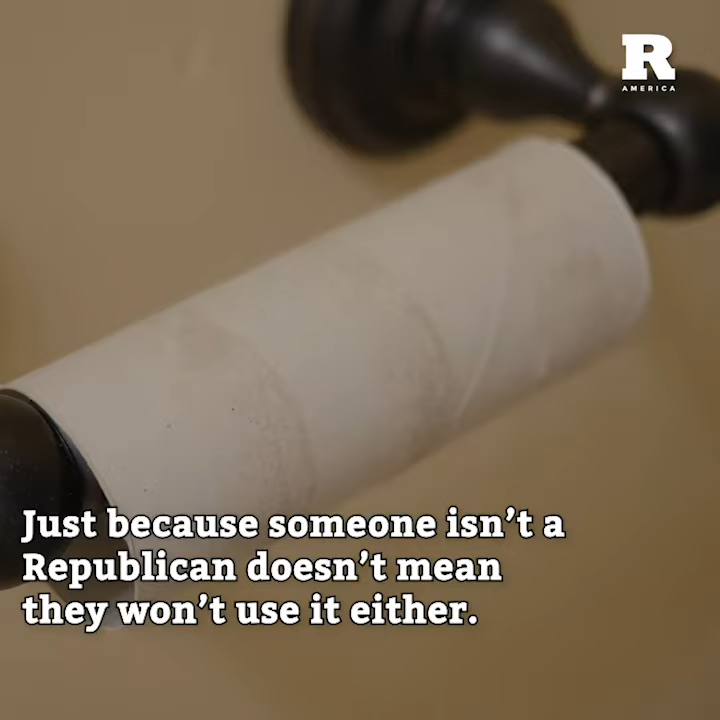 R
AMERICA
Just because someone isn’t a
Republican doesn’t mean
they won’t use it either.